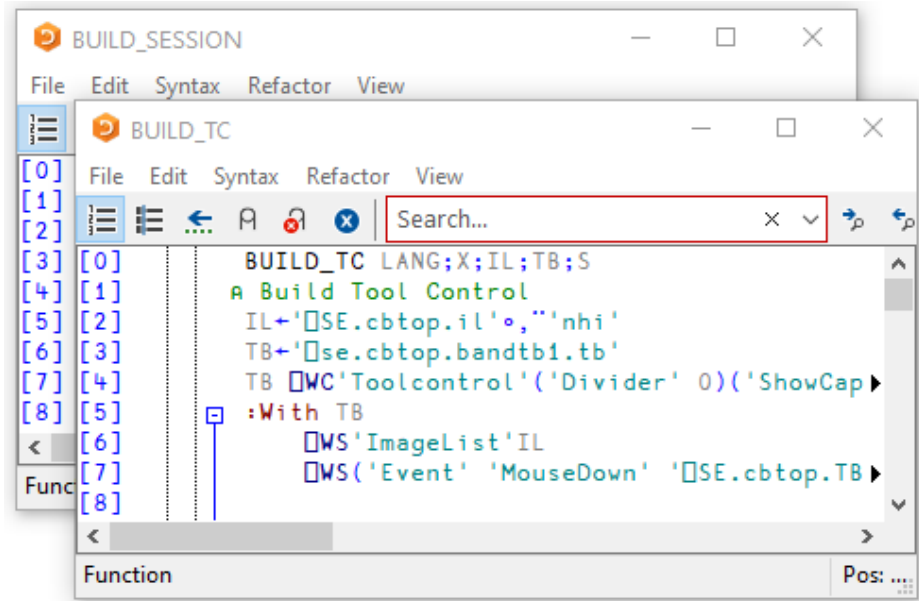 BUILD_SESSION
File Edit Syntax Refactor View
BUILD_TC
File Edit Syntax Refactor View
Search...
[0]
[1]
[2]
[3]
[4]
[5]
[6]
[7]
[8]
[0] BUILD_TC LANG;X;IL;TB;S
[1] ⍝ Build Tool Control
[2] IL←'⎕SE.cbtop.il'∘,¨'nhi'
[3] TB←'⎕se.cbtop.bandtb1.tb'
[4] TB ⎕WC'Toolcontrol'('Divider' 0)('ShowCap
[5] :With TB
[6] ⎕WS'ImageList'IL
[7] ⎕WS('Event' 'MouseDown' '⎕SE.cbtop.TB
[8]
Func
Function Pos: ...